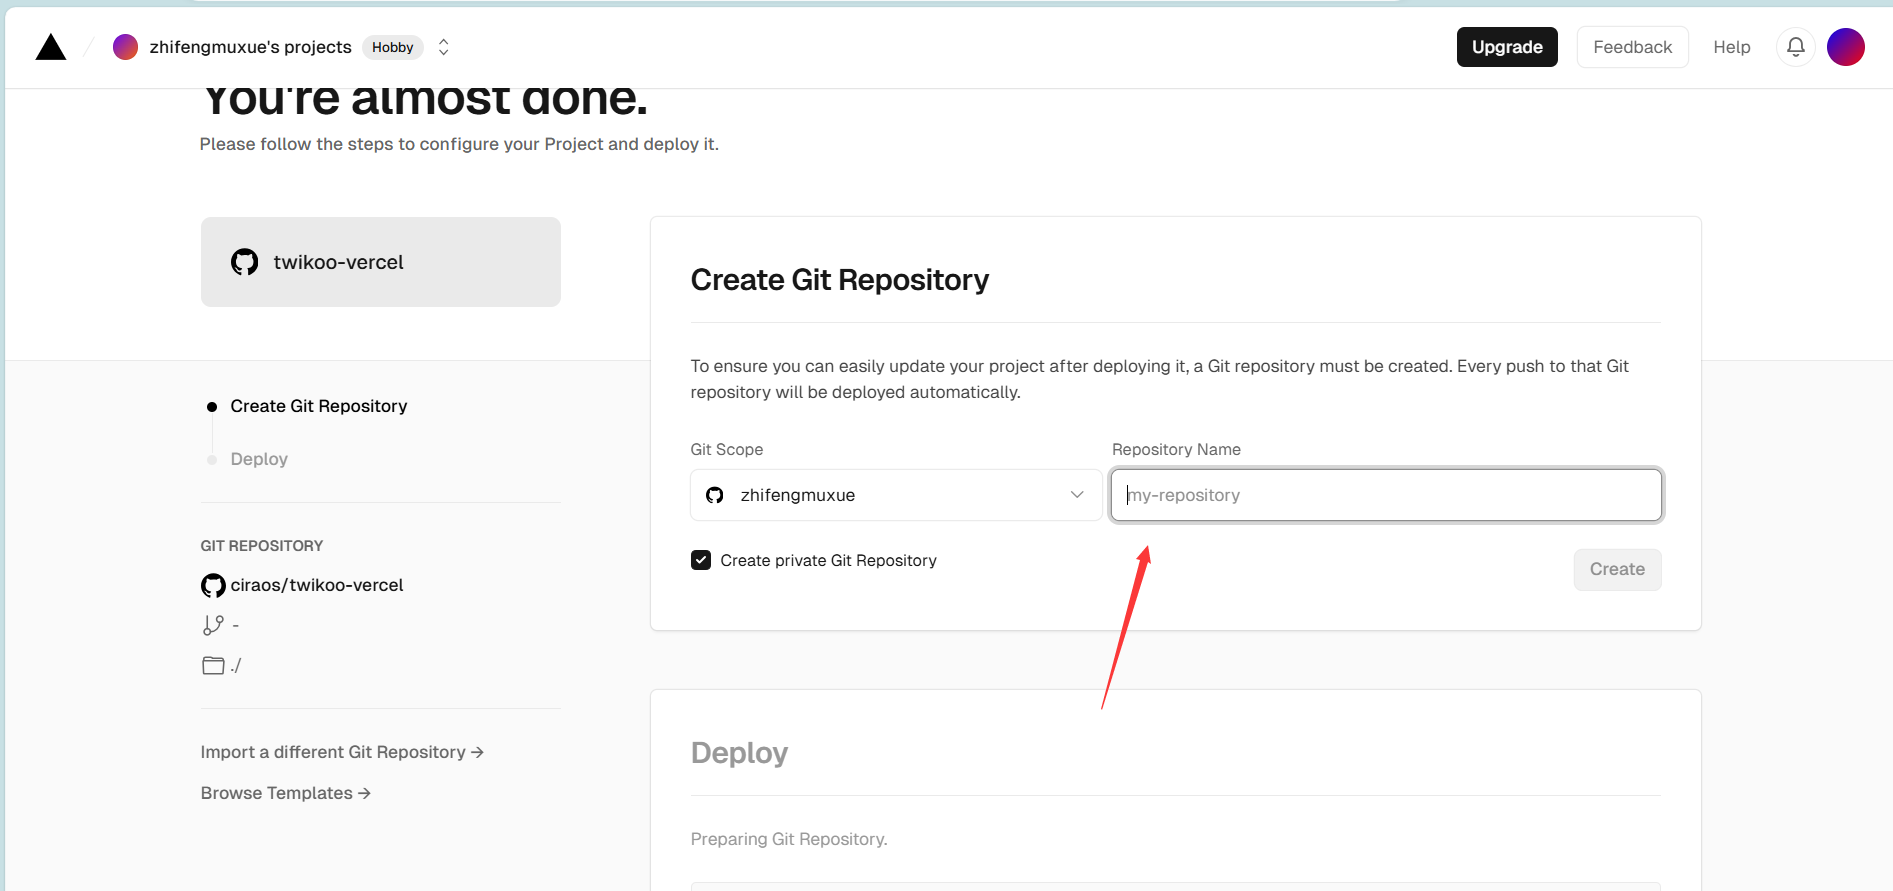 zhifengmuxue's projects Hobby
Upgrade
Feedback
Help
You're almost done.
Please follow the steps to configure your Project and deploy it.
twikoo-vercel
Create Git Repository
Deploy
GIT REPOSITORY
ciraos/twikoo-vercel
-
./
Import a different Git Repository →
Browse Templates →
Create Git Repository
To ensure you can easily update your project after deploying it, a Git repository must be created. Every push to that Git
repository will be deployed automatically.
Git Scope
zhifengmuxue
Repository Name
my-repository
Create private Git Repository
Create
Deploy
Preparing Git Repository.